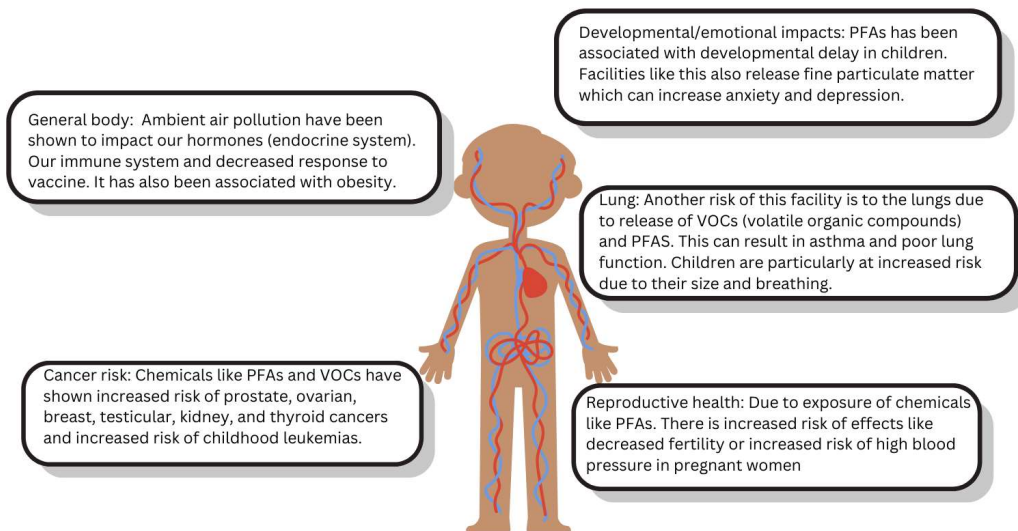 Developmental/emotional impacts: PFAs has been
associated with developmental delay in children.
Facilities like this also release fine particulate matter
which can increase anxiety and depression.
General body:  Ambient air pollution have been
shown to impact our hormones (endocrine system).
Our immune system and decreased response to
vaccine. It has also been associated with obesity.
Lung: Another risk of this facility is to the lungs due
to release of VOCs (volatile organic compounds)
and PFAS. This can result in asthma and poor lung
function. Children are particularly at increased risk
due to their size and breathing.
Cancer risk: Chemicals like PFAs and VOCs have
shown increased risk of prostate, ovarian,
breast, testicular, kidney, and thyroid cancers
and increased risk of childhood leukemias.
Reproductive health: Due to exposure of chemicals
like PFAs. There is increased risk of effects like
decreased fertility or increased risk of high blood
pressure in pregnant women